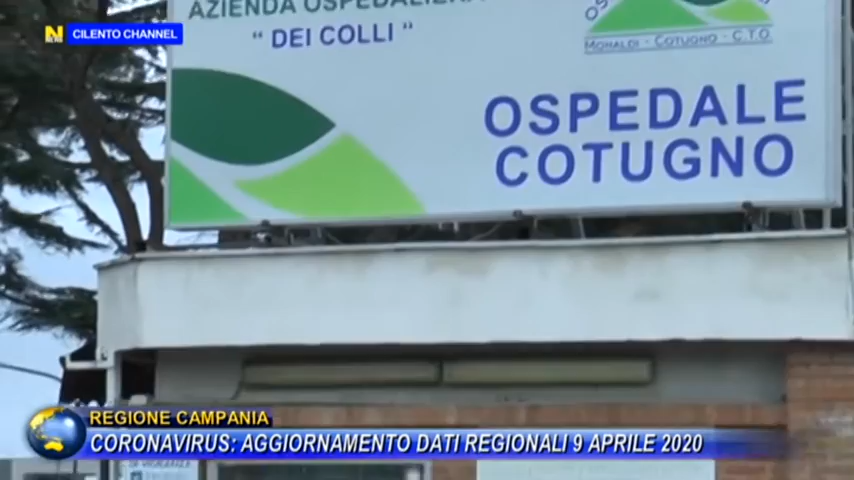 N
NEWS
CILENTO CHANNEL
AZIENDA OSPEDALIERA
“ DEI COLLI ”
MONALDI - COTUGNO - C.T.O.
OSPEDALE
COTUGNO
REGIONE CAMPANIA
CORONAVIRUS: AGGIORNAMENTO DATI REGIONALI 9 APRILE 2020